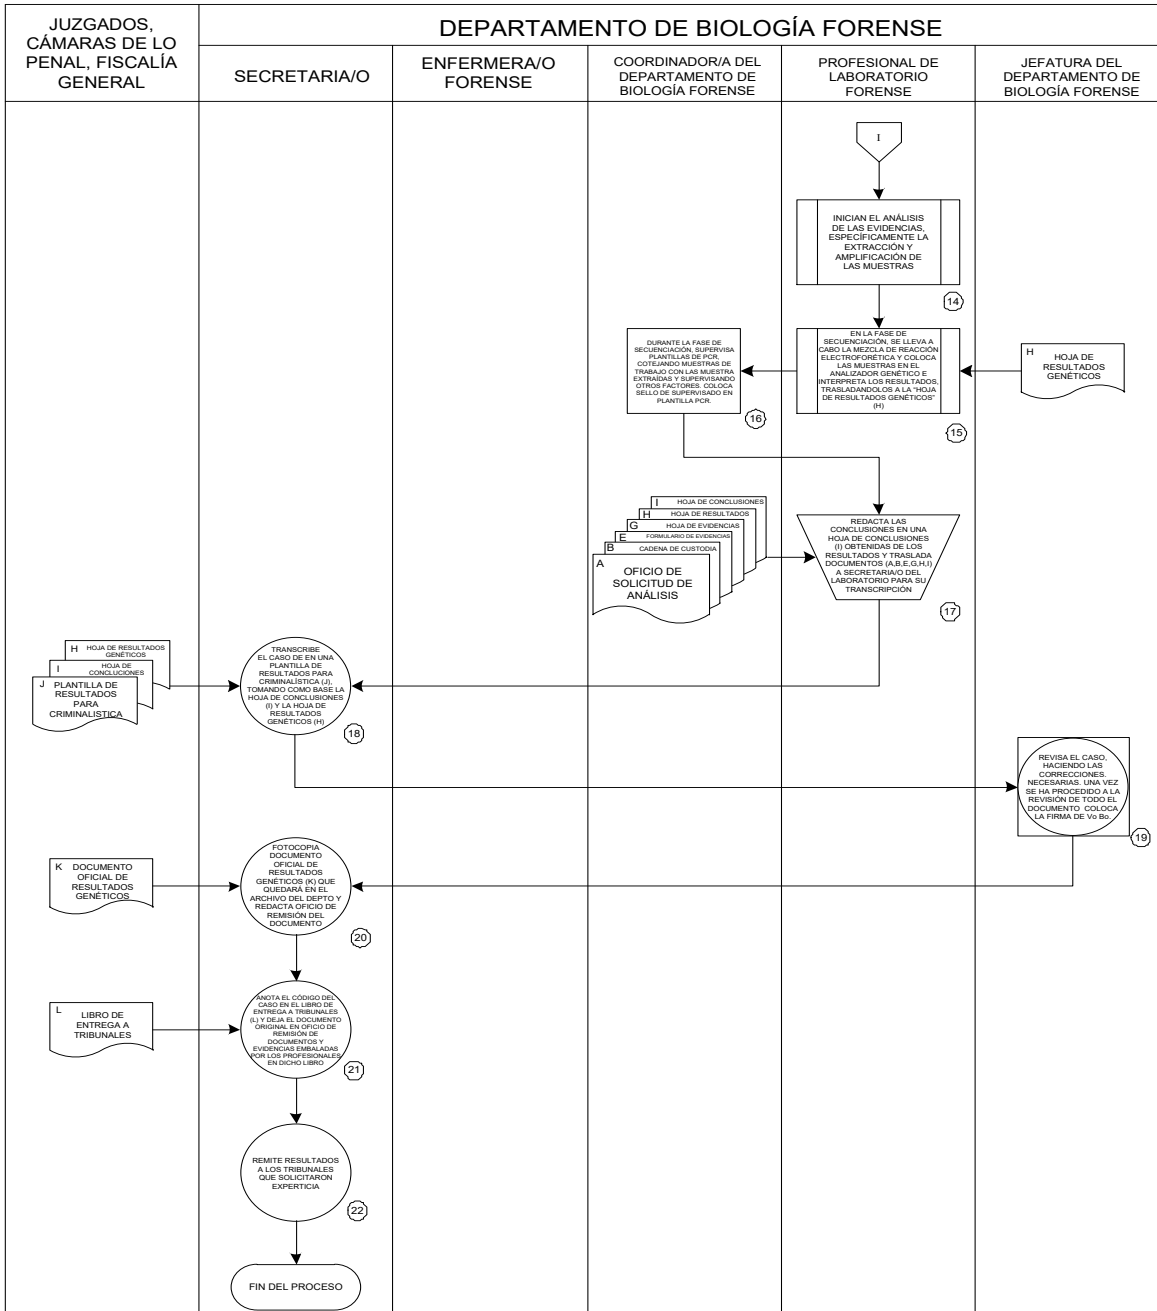 JUZGADOS,
CÁMARAS DE LO
PENAL, FISCALÍA
GENERAL
DEPARTAMENTO DE BIOLOGÍA FORENSE
SECRETARIA/O
ENFERMERA/O
FORENSE
COORDINADOR/A DEL
DEPARTAMENTO DE
BIOLOGÍA FORENSE
PROFESIONAL DE
LABORATORIO
FORENSE
JEFATURA DEL
DEPARTAMENTO DE
BIOLOGÍA FORENSE
I
INICIAN EL ANÁLISIS
DE LAS EVIDENCIAS,
ESPECÍFICAMENTE LA
EXTRACCIÓN Y
AMPLIFICACIÓN DE
LAS MUESTRAS
14
DURANTE LA FASE DE
SECUENCIACIÓN, SUPERVISA
PLANTILLAS DE PCR,
COTEJANDO MUESTRAS DE
TRABAJO CON LAS MUESTRA
EXTRAÍDAS Y SUPERVISANDO
OTROS FACTORES. COLOCA
SELLO DE SUPERVISADO EN
PLANTILLA PCR.
16
EN LA FASE DE
SECUENCIACIÓN, SE LLEVA A
CABO LA MEZCLA DE REACCIÓN
ELECTROFORÉTICA Y COLOCA
LAS MUESTRAS EN EL
ANALIZADOR GENÉTICO E
INTERPRETA LOS RESULTADOS,
TRASLADANDOLOS A LA "HOJA
DE RESULTADOS GENÉTICOS"
(H)
15
H
HOJA DE
RESULTADOS
GENÉTICOS
I HOJA DE CONCLUSIONES
H HOJA DE RESULTADOS
G HOJA DE EVIDENCIAS
E FORMULARIO DE EVIDENCIAS
B CADENA DE CUSTODIA
A
OFICIO DE
SOLICITUD DE
ANÁLISIS
REDACTA LAS
CONCLUSIONES EN UNA
HOJA DE CONCLUSIONES
(I) OBTENIDAS DE LOS
RESULTADOS Y TRASLADA
DOCUMENTOS (A,B,E,G,H,I)
A SECRETARIA/O DEL
LABORATORIO PARA SU
TRANSCRIPCIÓN
17
H HOJA DE RESULTADOS
GENÉTICOS
I HOJA DE
CONCLUCIONES
J PLANTILLA DE
RESULTADOS
PARA
CRIMINALISTICA
TRANSCRIBE
EL CASO DE EN UNA
PLANTILLA DE
RESULTADOS PARA
CRIMINALÍSTICA (J),
TOMANDO COMO BASE LA
HOJA DE CONCLUSIONES
(I) Y LA HOJA DE
RESULTADOS
GENÉTICOS (H)
18
REVISA EL CASO,
HACIENDO LAS
CORRECCIONES.
NECESARIAS. UNA VEZ
SE HA PROCEDIDO A LA
REVISIÓN DE TODO EL
DOCUMENTO COLOCA
LA FIRMA DE Vo Bo.
19
K DOCUMENTO
OFICIAL DE
RESULTADOS
GENÉTICOS
FOTOCOPIA
DOCUMENTO
OFICIAL DE
RESULTADOS
GENÉTICOS (K) QUE
QUEDARÁ EN EL
ARCHIVO DEL DEPTO Y
REDACTA OFICIO DE
REMISIÓN DEL
DOCUMENTO
20
L
LIBRO DE
ENTREGA A
TRIBUNALES
ANOTA EL CÓDIGO DEL
CASO EN EL LIBRO DE
ENTREGA A TRIBUNALES
(L) Y DEJA EL DOCUMENTO
ORIGINAL EN OFICIO DE
REMISIÓN DE
DOCUMENTOS Y
EVIDENCIAS EMBALADAS
POR LOS PROFESIONALES
EN DICHO LIBRO
21
REMITE RESULTADOS
A LOS TRIBUNALES
QUE SOLICITARON
EXPERTICIA
22
FIN DEL PROCESO